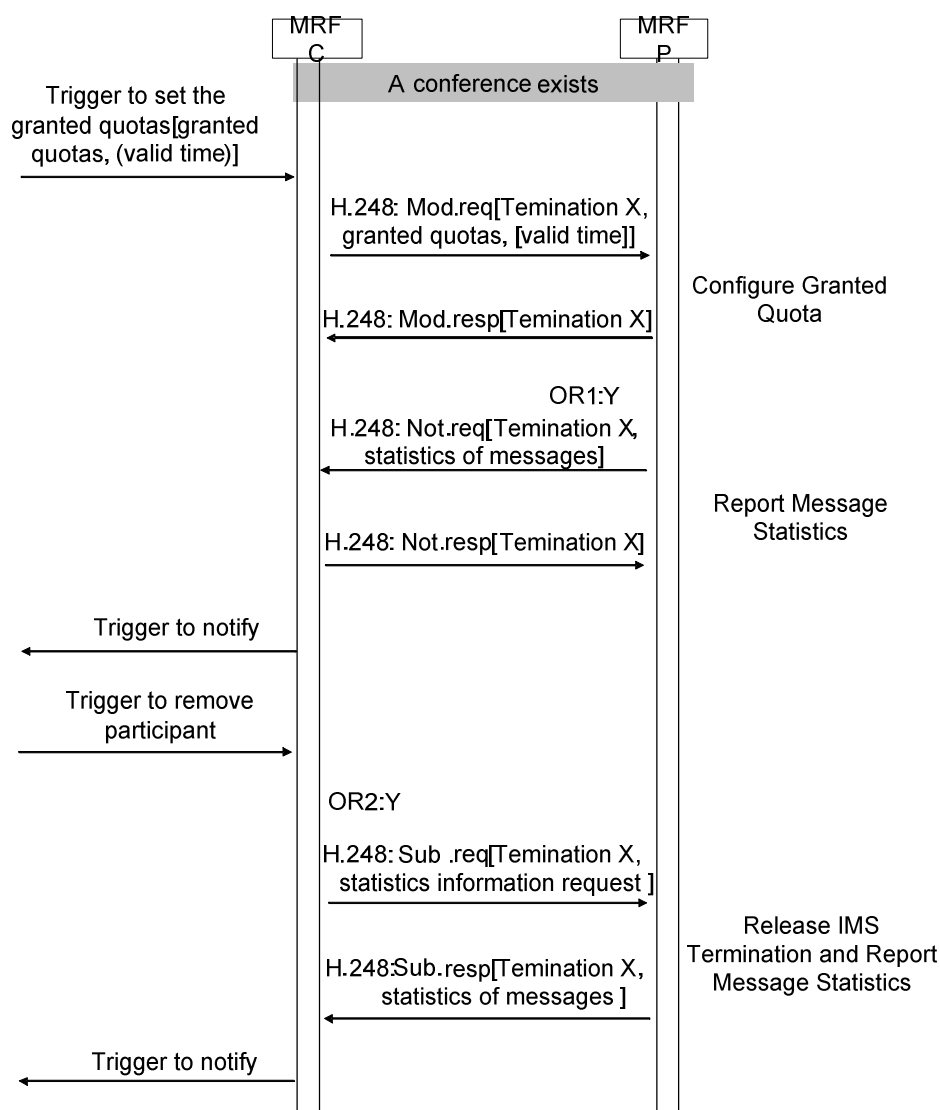 MRF
C
MRF
P
A conference exists
Trigger to set the
granted quotas[granted
quotas, (valid time)]
H.248: Mod.req[Temination X,
granted quotas, [valid time]]
Configure Granted
Quota
H.248: Mod.resp[Temination X]
OR1:Y
H.248: Not.req[Temination X,
statistics of messages]
Report Message
Statistics
H.248: Not.resp[Temination X]
Trigger to notify
Trigger to remove
participant
OR2:Y
H.248: Sub .req[Temination X,
statistics information request ]
Release IMS
Termination and Report
Message Statistics
H.248:Sub.resp[Temination X,
statistics of messages ]
Trigger to notify